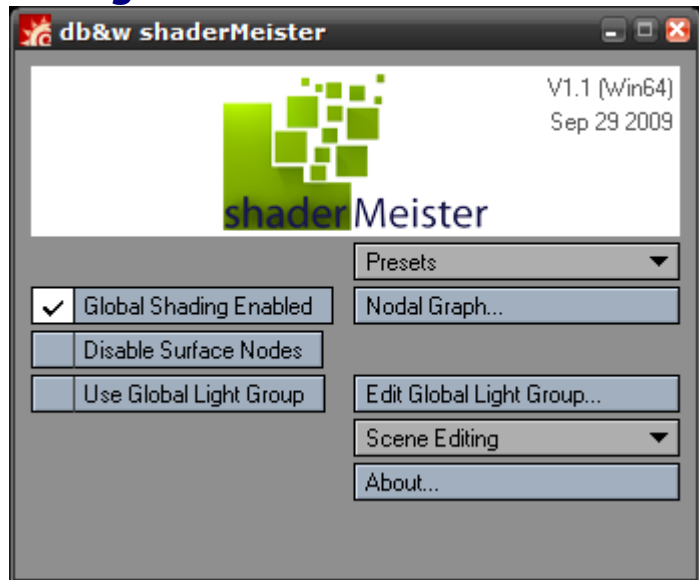 db&w shaderMeister
V1.1 (Win64)
Sep 29 2009
shaderMeister
Presets
Global Shading Enabled
Nodal Graph...
Disable Surface Nodes
Use Global Light Group
Edit Global Light Group...
Scene Editing
About...